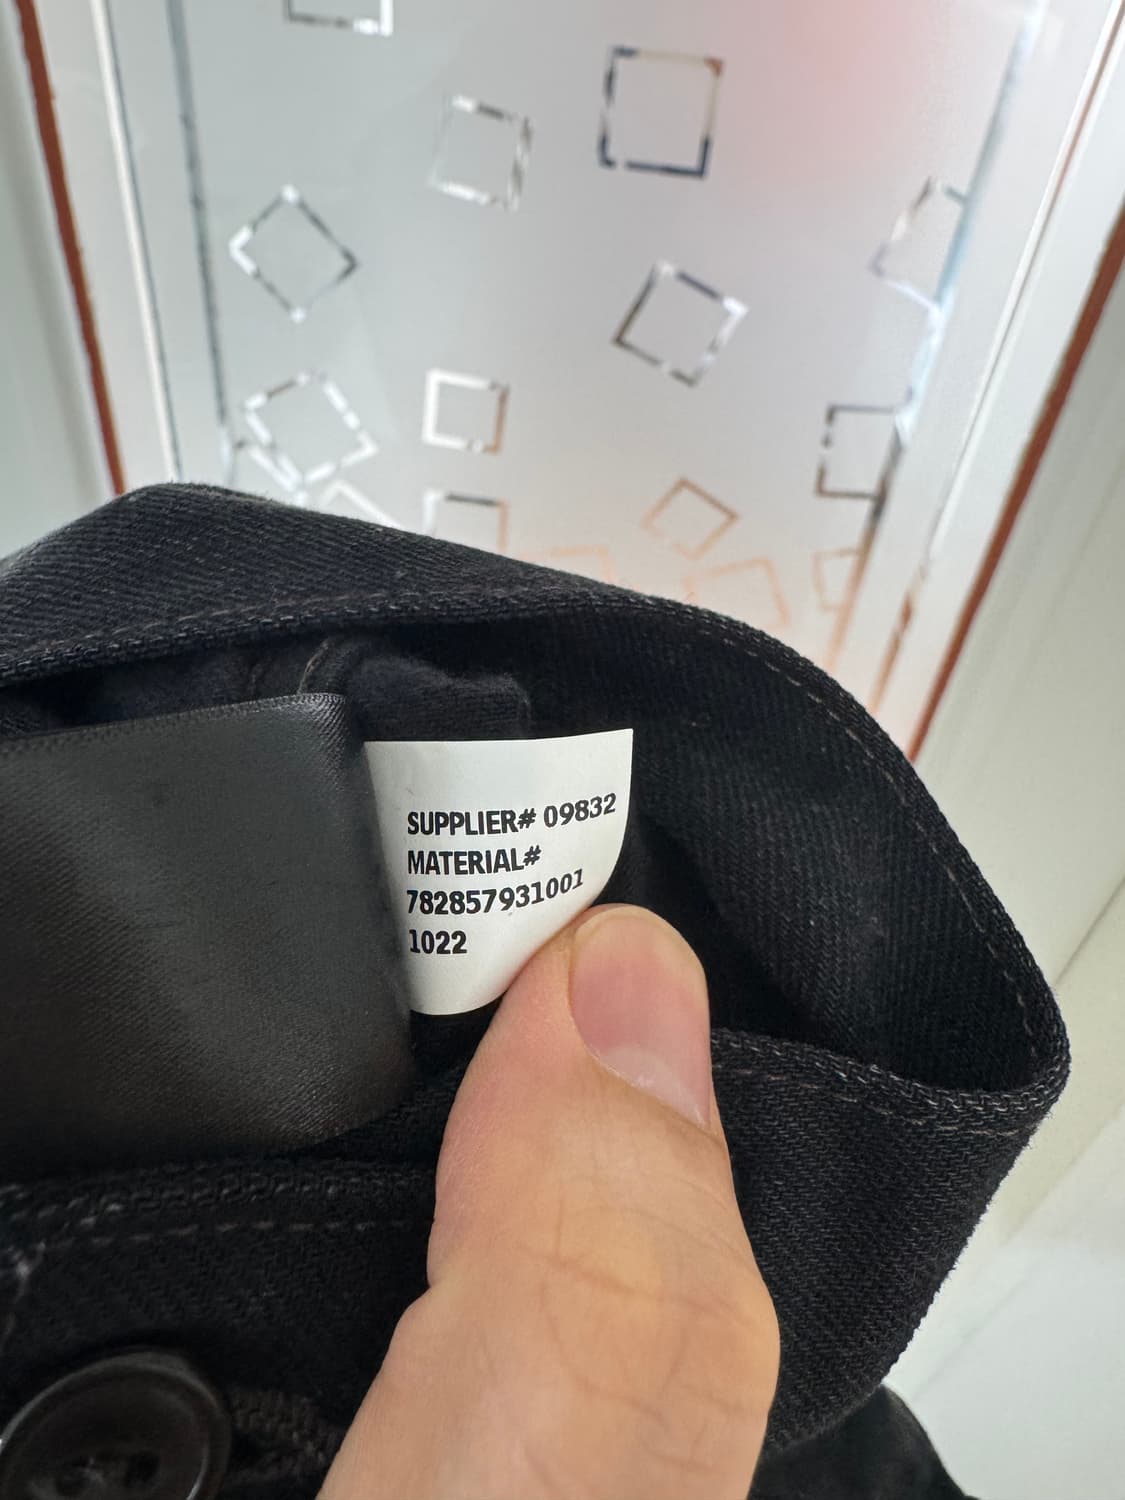 SUPPLIER# 09832
MATERIAL#
782857931001
1022